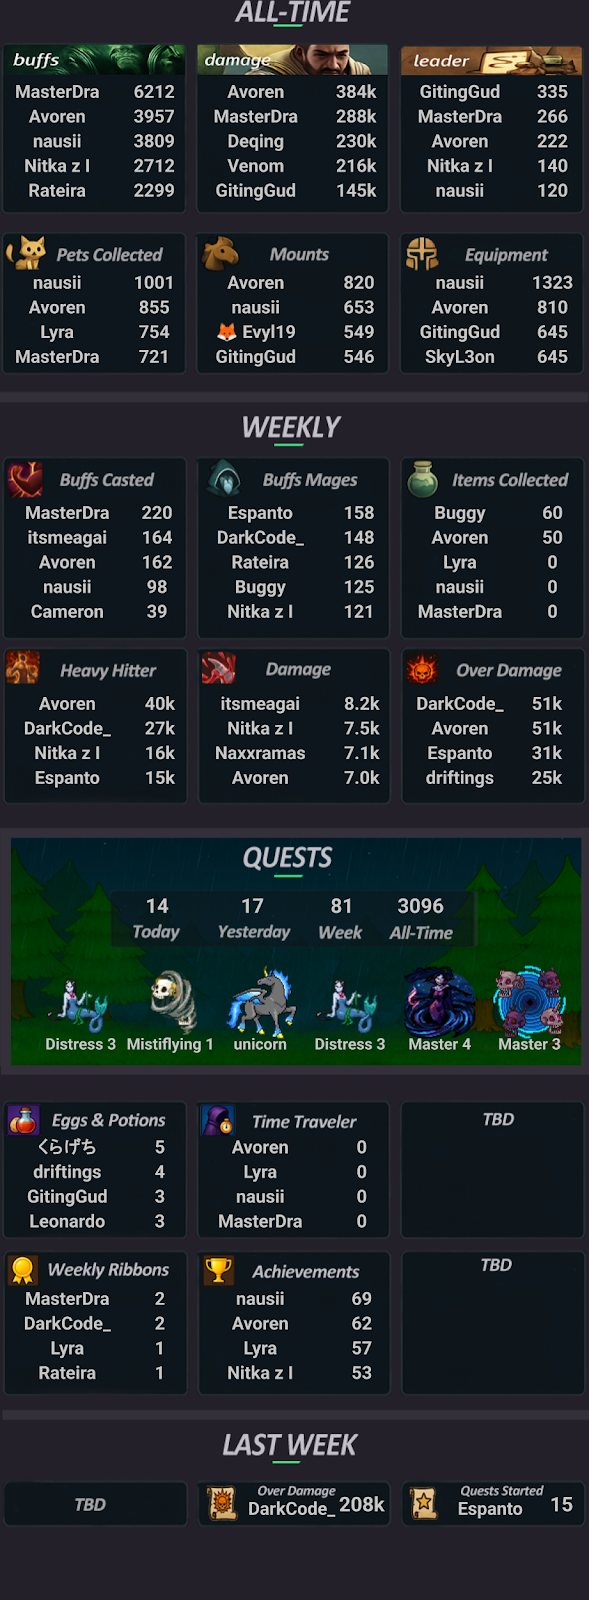 ALL-TIME
buffs
MasterDra 6212
Avoren 3957
nausii 3809
Nitka z l 2712
Rateira 2299
damage
Avoren 384k
MasterDra 288k
Deqing 230k
Venom 216k
GitingGud 145k
leader
GitingGud 335
MasterDra 266
Avoren 222
Nitka z l 140
nausii 120
Pets Collected
nausii 1001
Avoren 855
Lyra 754
MasterDra 721
Mounts
Avoren 820
nausii 653
🦊 Evyl19 549
GitingGud 546
Equipment
nausii 1323
Avoren 810
GitingGud 645
SkyL3on 645
WEEKLY
Buffs Casted
MasterDra 220
itsmeagai 164
Avoren 162
nausii 98
Cameron 39
Buffs Mages
Espanto 158
DarkCode_ 148
Rateira 126
Buggy 125
Nitka z l 121
Items Collected
Buggy 60
Avoren 50
Lyra 0
nausii 0
MasterDra 0
Heavy Hitter
Avoren 40k
DarkCode_ 27k
Nitka z l 16k
Espanto 15k
Damage
itsmeagai 8.2k
Nitka z l 7.5k
Naxxramas 7.1k
Avoren 7.0k
Over Damage
DarkCode_ 51k
Avoren 51k
Espanto 31k
driftings 25k
QUESTS
14 17 81 3096
Today Yesterday Week All-Time
Distress 3 Mistiflying 1 unicorn Distress 3 Master 4 Master 3
Eggs & Potions
くらげち 5
driftings 4
GitingGud 3
Leonardo 3
Time Traveler
Avoren 0
Lyra 0
nausii 0
MasterDra 0
TBD
Weekly Ribbons
MasterDra 2
DarkCode_ 2
Lyra 1
Rateira 1
Achievements
nausii 69
Avoren 62
Lyra 57
Nitka z l 53
TBD
LAST WEEK
TBD
Over Damage
DarkCode_ 208k
Quests Started
Espanto 15